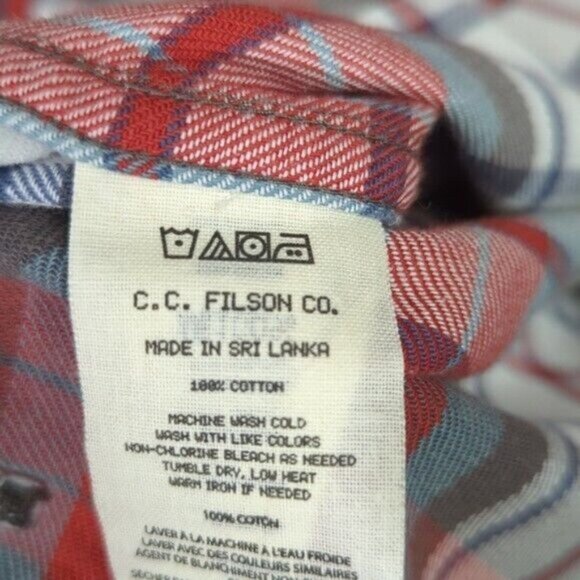 C.C. FILSON CO.
MADE IN SRI LANKA
100% COTTON
MACHINE WASH COLD
WASH WITH LIKE COLORS
NON-CHLORINE BLEACH AS NEEDED
TUMBLE DRY, LOW HEAT
WARM IRON IF NEEDED
100% COTON
LAVER À LA MACHINE À L'EAU FROIDE
LAVER AVEC DES COULEURS SIMILAIRES
AGENT DE BLANCHIMENT NON